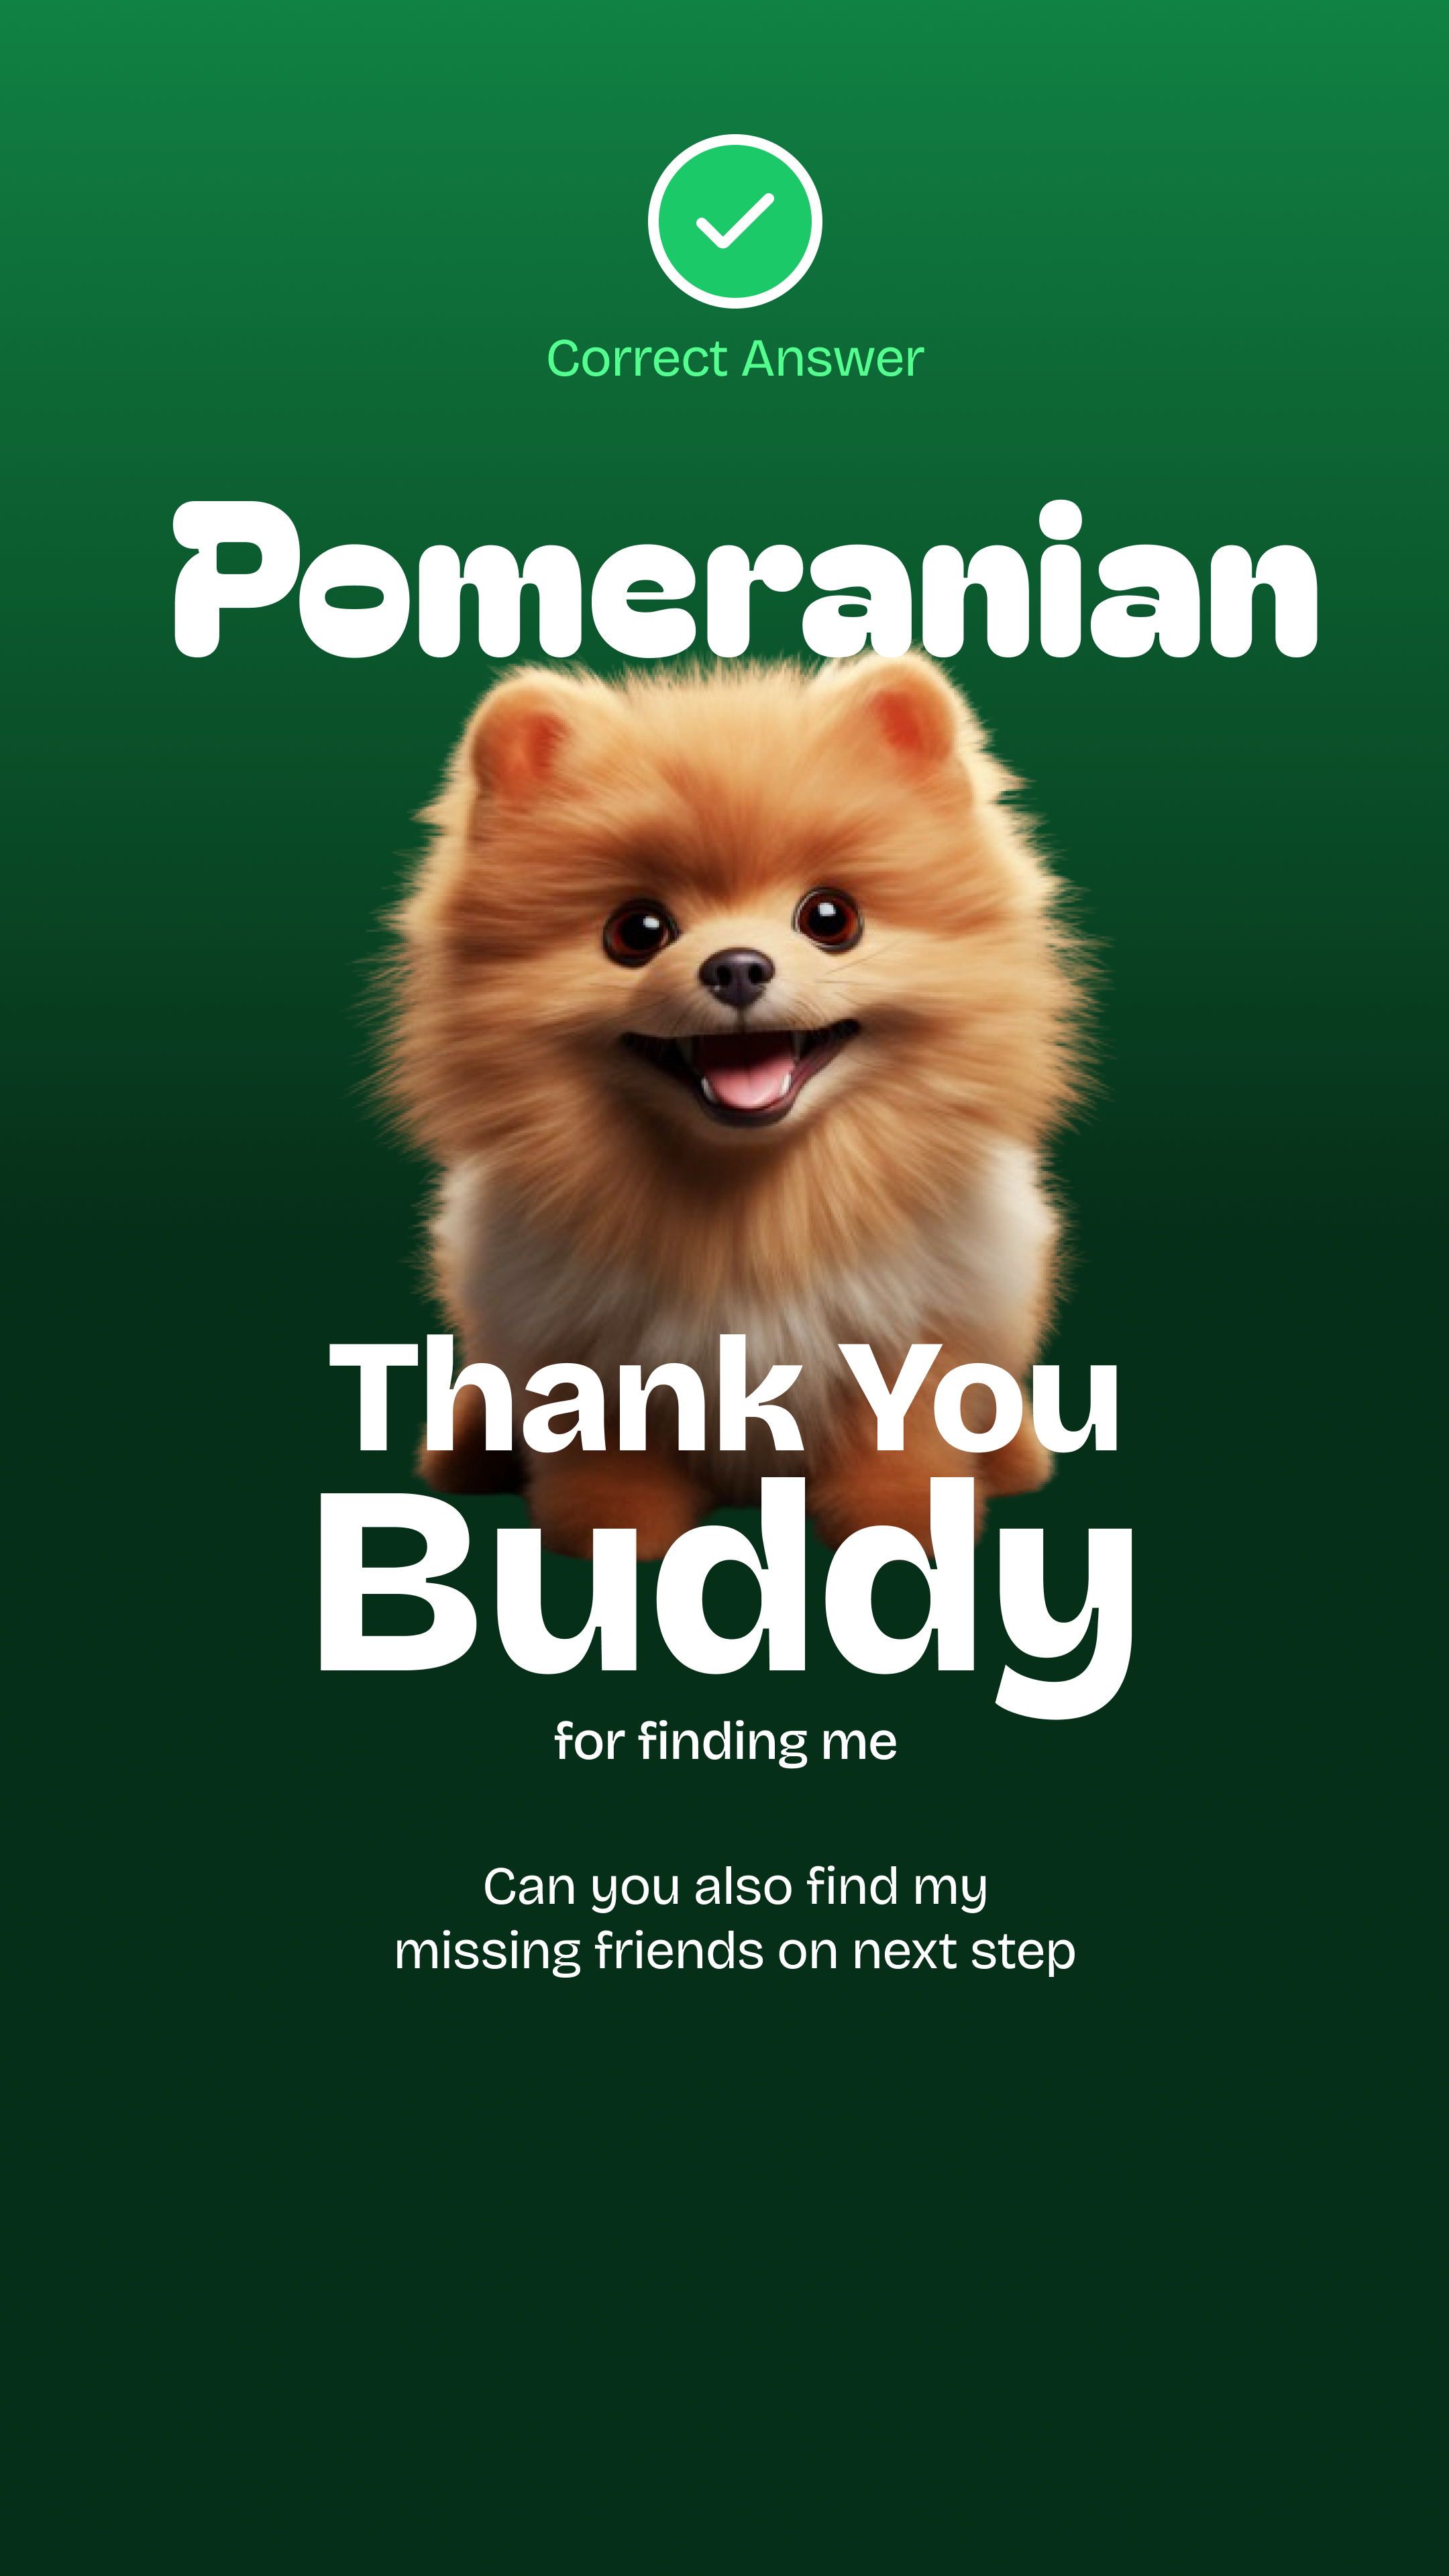 Correct Answer
Pomeranian
Thank You
Buddy
for finding me
Can you also find my
missing friends on next step